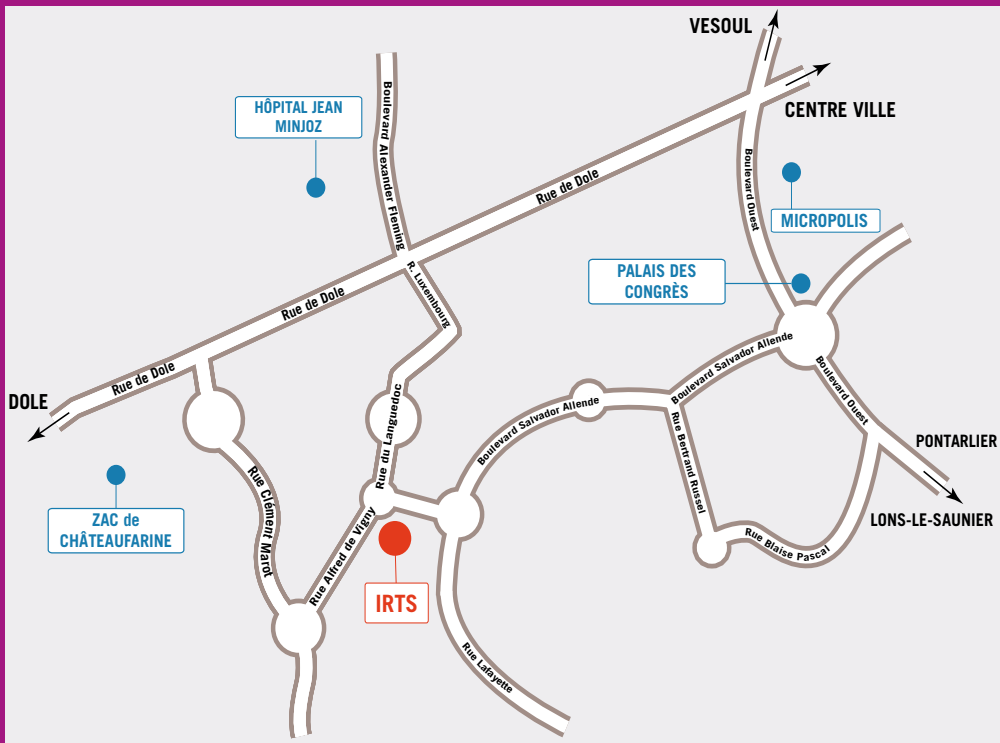 VESOUL
CENTRE VILLE
HÔPITAL JEAN
MINJOZ
Boulevard Alexander Fleming
Rue de Dole
Boulevard Ouest
MICROPOLIS
PALAIS DES
CONGRÈS
R. Luxembourg
Rue de Dole
Boulevard Salvador Allende
Rue de Dole
DOLE
Boulevard Ouest
Rue du Languedoc
Boulevard Salvador Allende
Rue Bertrand Russel
PONTARLIER
LONS-LE-SAUNIER
Rue Clément Marot
ZAC de
CHÂTEAUFARINE
Rue Alfred de Vigny
Rue Blaise Pascal
IRTS
Rue Lafayette